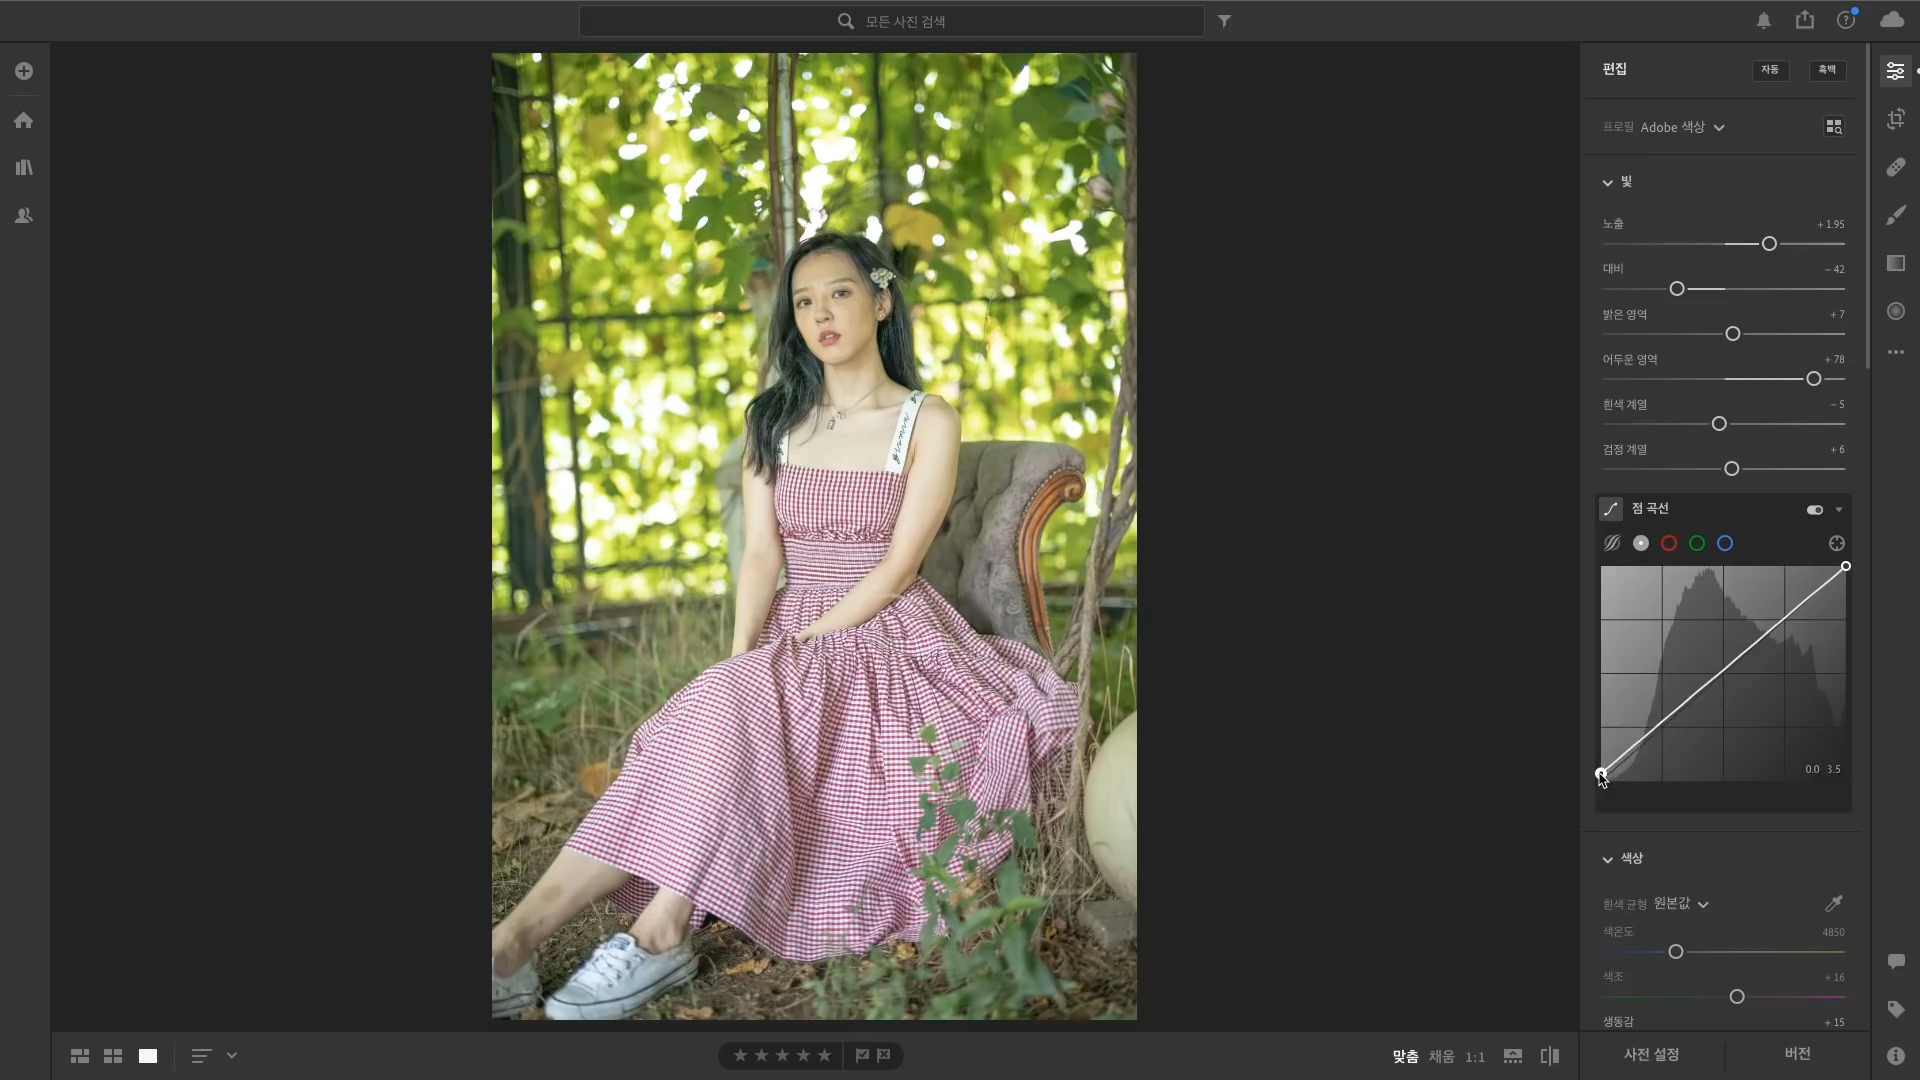 모든 사진 검색
편집
자동
흑백
프로필 Adobe 색상
빛
노출 + 1.95
대비 – 42
밝은 영역 + 7
어두운 영역 + 78
흰색 계열 – 5
검정 계열 + 6
점 곡선
0.0 3.5
색상
흰색 균형 원본값
색온도 4850
색조 + 16
생동감 + 15
맞춤 채움 1:1
사전 설정
버전